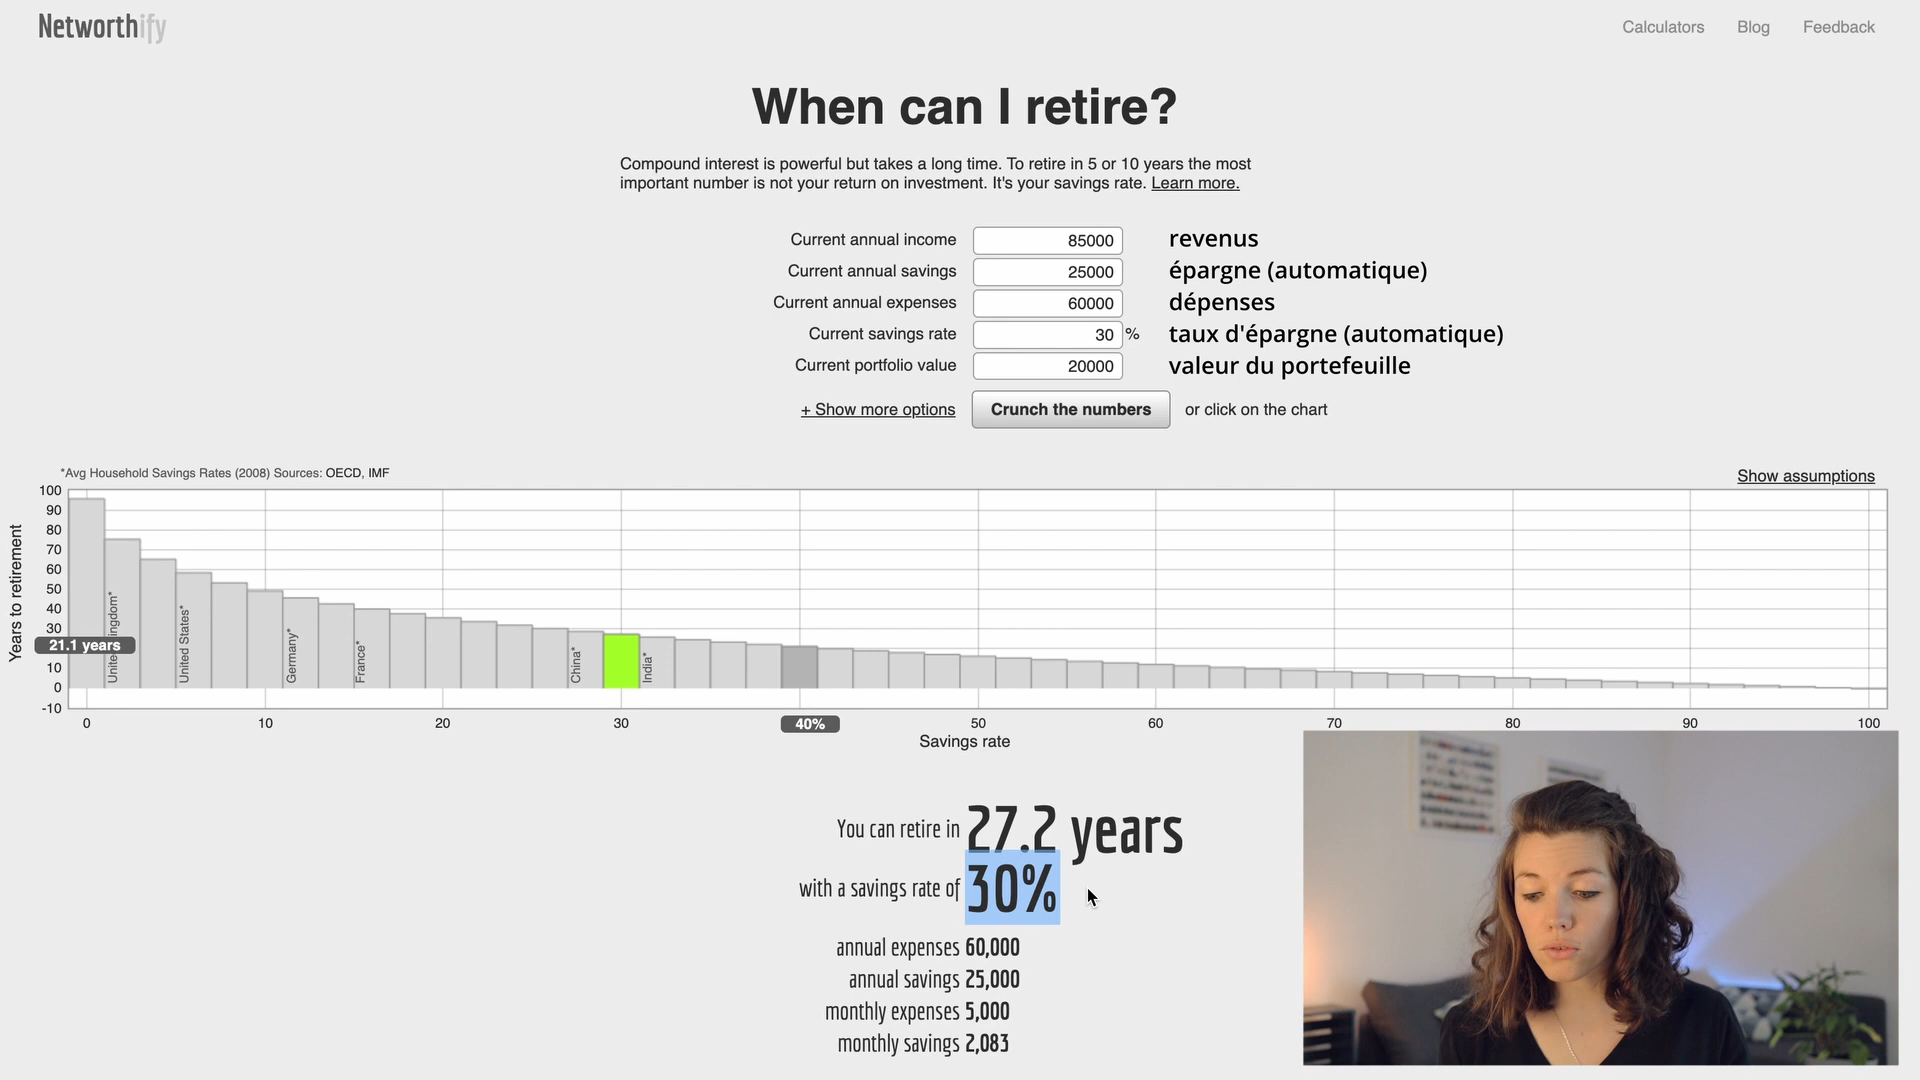 Networthify
Calculators Blog Feedback
When can I retire?
Compound interest is powerful but takes a long time. To retire in 5 or 10 years the most
important number is not your return on investment. It's your savings rate. Learn more.
Current annual income 85000 revenus
Current annual savings 25000 épargne (automatique)
Current annual expenses 60000 dépenses
Current savings rate 30 % taux d'épargne (automatique)
Current portfolio value 20000 valeur du portefeuille
+ Show more options Crunch the numbers or click on the chart
*Avg Household Savings Rates (2008) Sources: OECD, IMF
Show assumptions
Years to retirement
100
90
80
70
60
50
40
30
21.1 years
10
0
-10
United Kingdom*
United States*
Germany*
France*
China*
India*
0 10 20 30 40% 50 60 70 80 90 100
Savings rate
You can retire in 27.2 years
with a savings rate of 30%
annual expenses 60,000
annual savings 25,000
monthly expenses 5,000
monthly savings 2,083